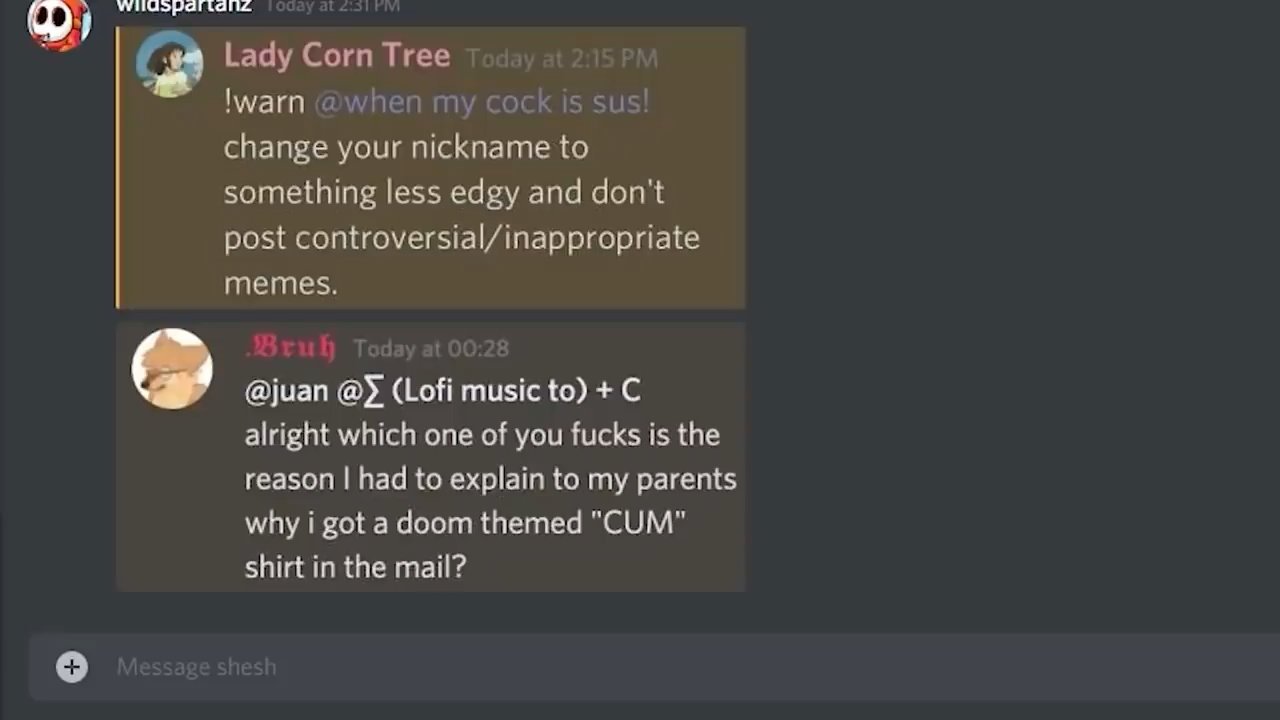 wildspartanz Today at 2:31 PM
Lady Corn Tree Today at 2:15 PM
!warn @when my cock is sus!
change your nickname to
something less edgy and don't
post controversial/inappropriate
memes.
.𝕭𝖗𝖚𝖍 Today at 00:28
@juan @∑ (Lofi music to) + C
alright which one of you fucks is the
reason I had to explain to my parents
why i got a doom themed "CUM"
shirt in the mail?
Message shesh